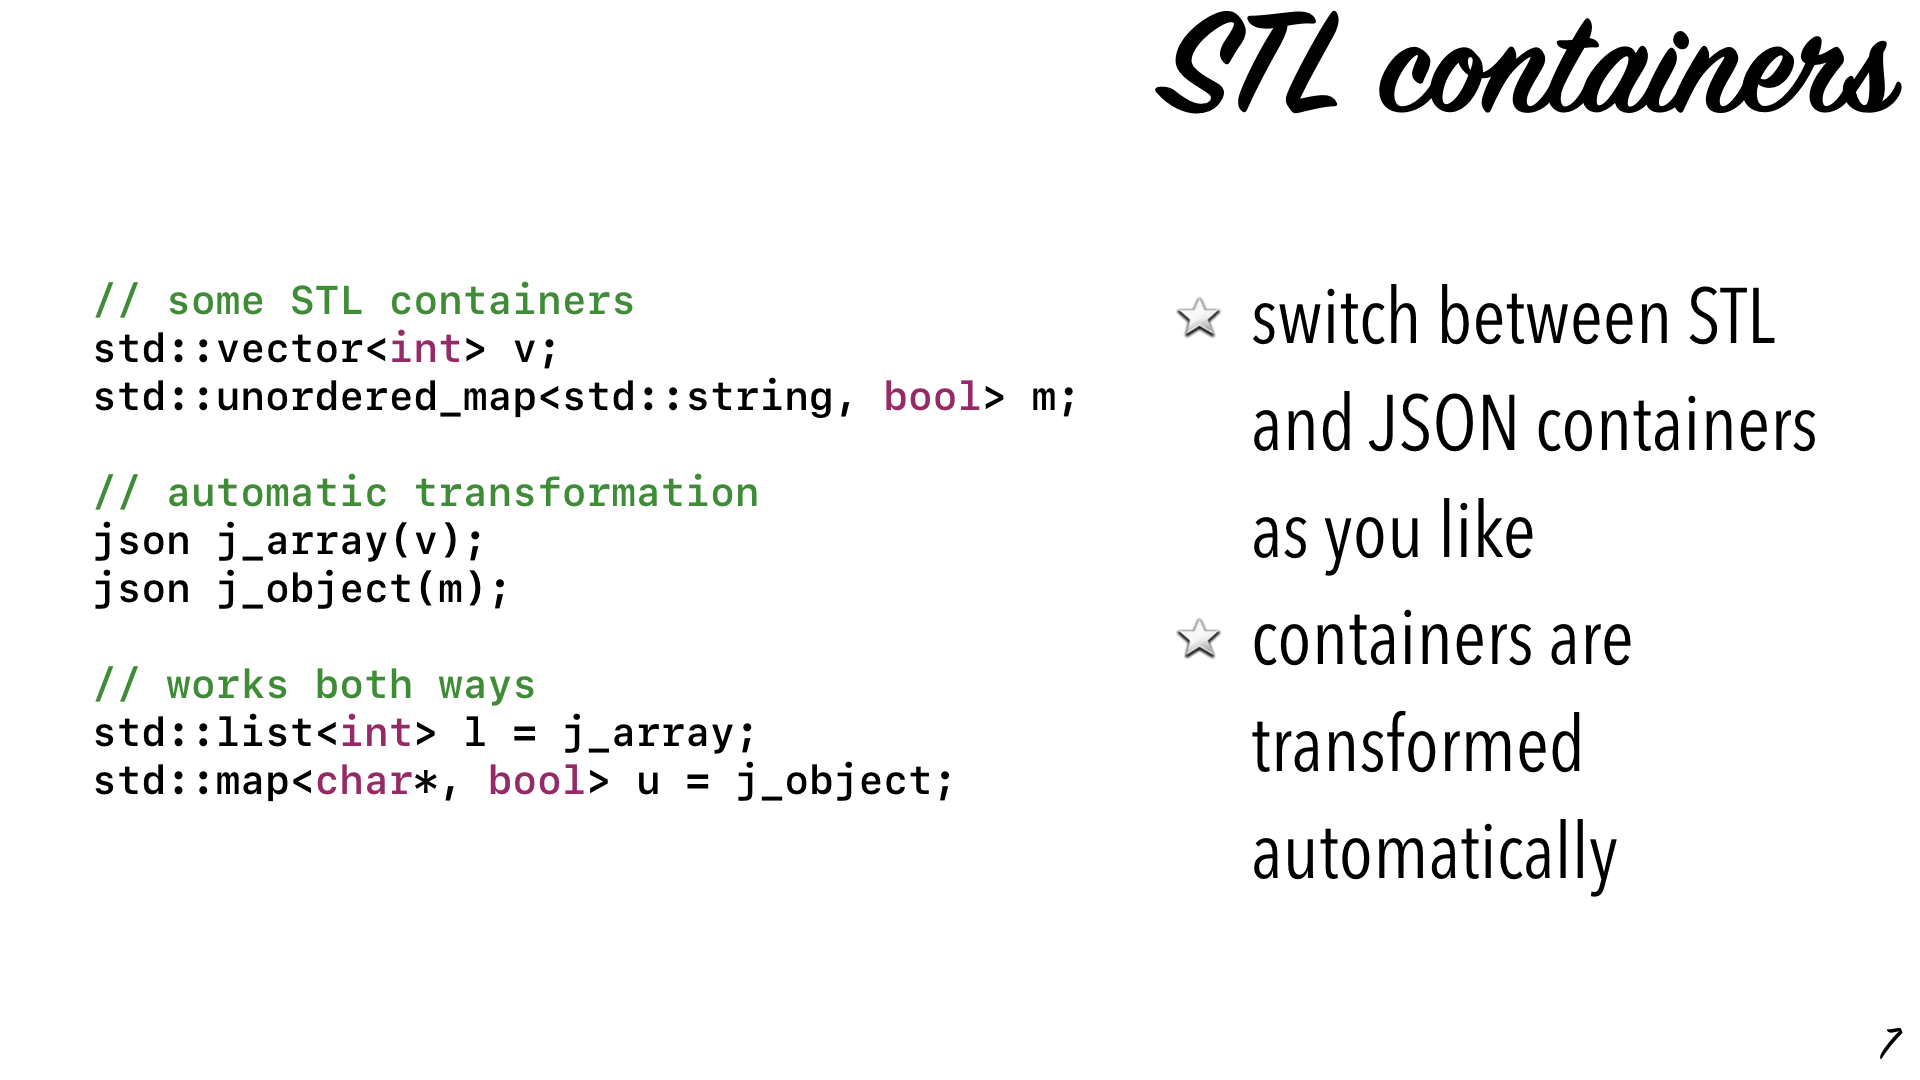 STL containers
// some STL containers
std::vector<int> v;
std::unordered_map<std::string, bool> m;
// automatic transformation
json j_array(v);
json j_object(m);
// works both ways
std::list<int> l = j_array;
std::map<char*, bool> u = j_object;
switch between STL
and JSON containers
as you like
containers are
transformed
automatically
7